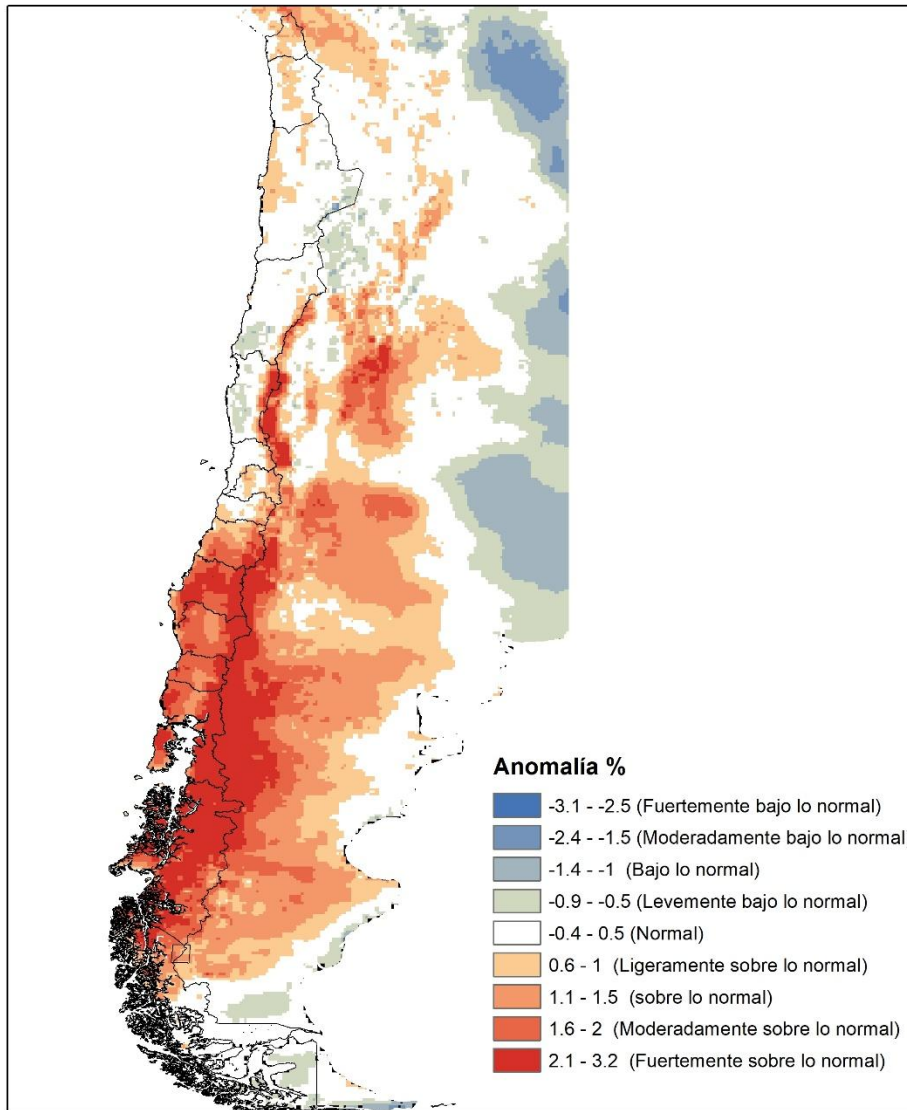 Anomalía %
-3.1 - -2.5 (Fuertemente bajo lo normal)
-2.4 - -1.5 (Moderadamente bajo lo normal)
-1.4 - -1 (Bajo lo normal)
-0.9 - -0.5 (Levemente bajo lo normal)
-0.4 - 0.5 (Normal)
0.6 - 1 (Ligeramente sobre lo normal)
1.1 - 1.5 (sobre lo normal)
1.6 - 2 (Moderadamente sobre lo normal)
2.1 - 3.2 (Fuertemente sobre lo normal)